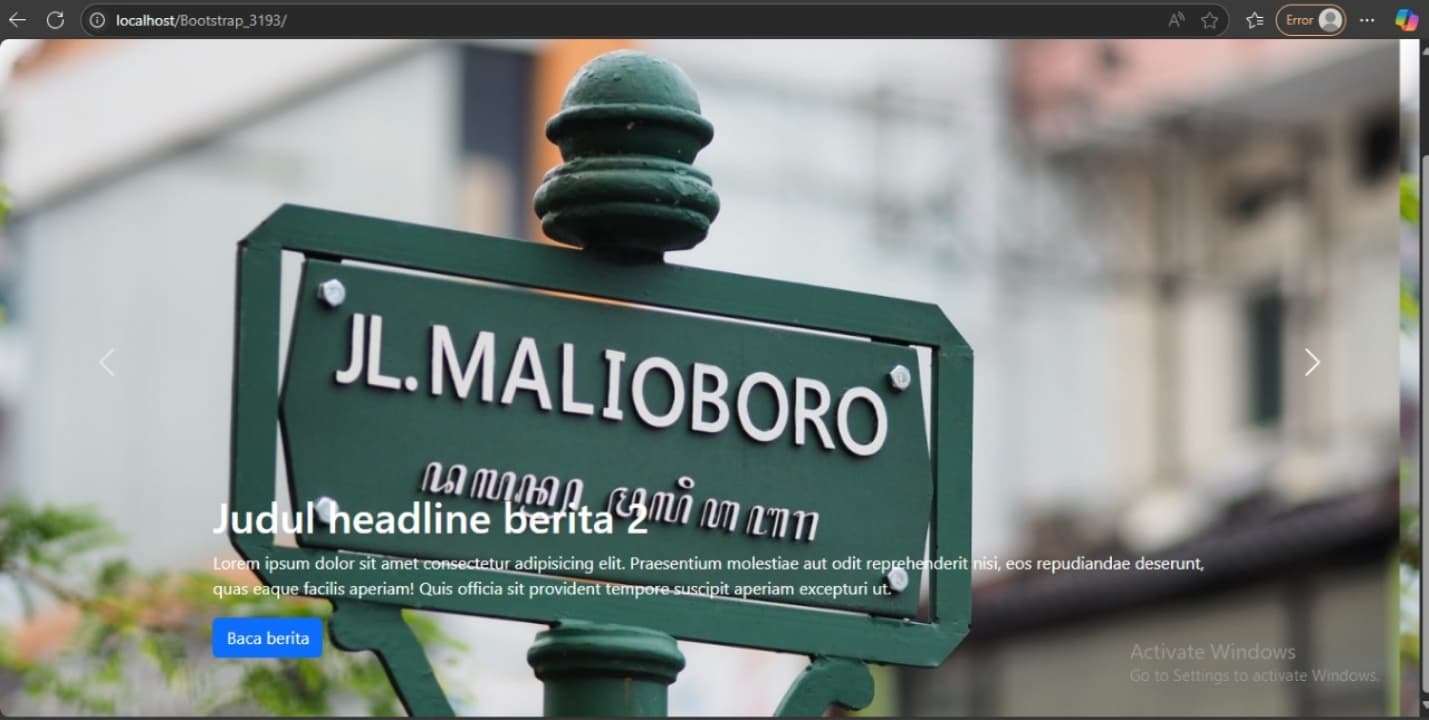 localhost/Bootstrap_3193/
Error
JL.MALIOBORO
Judul headline berita 2
Lorem ipsum dolor sit amet consectetur adipisicing elit. Praesentium molestiae aut odit reprehenderit nisi, eos repudiandae deserunt,
quas eaque facilis aperiam! Quis officia sit provident tempore suscipit aperiam excepturi ut.
Baca berita
Activate Windows
Go to Settings to activate Windows.